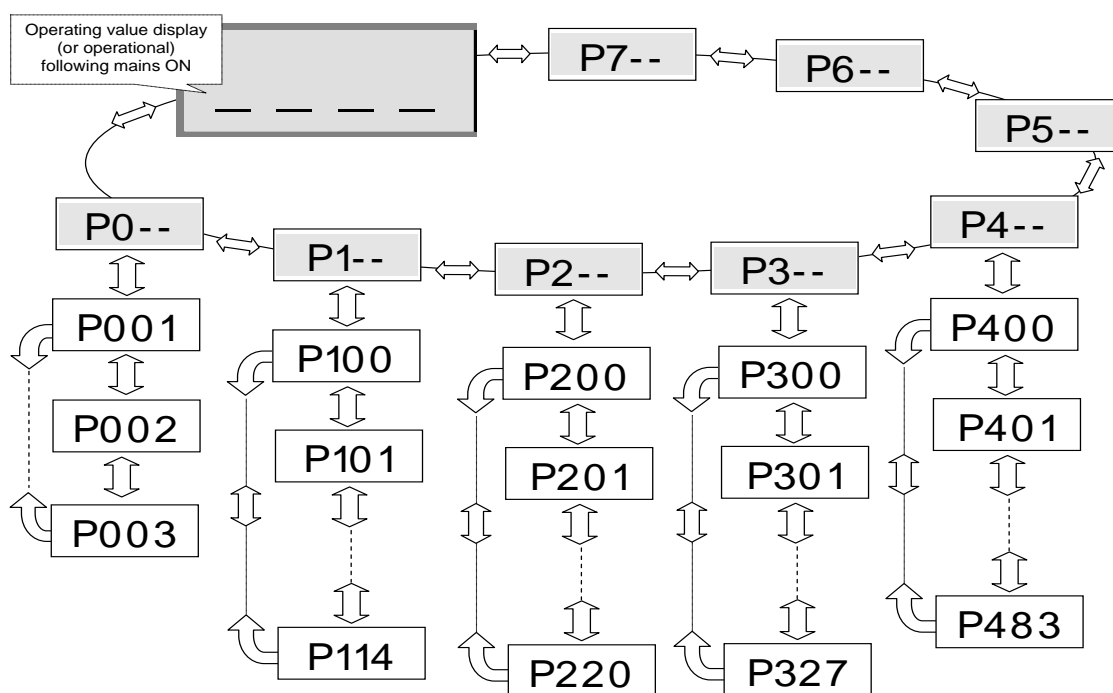 Operating value display
(or operational)
following mains ON
_ _ _ _
P7--
P6--
P5--
P0--
P1--
P2--
P3--
P4--
P001
P002
P003
P100
P101
P114
P200
P201
P220
P300
P301
P327
P400
P401
P483